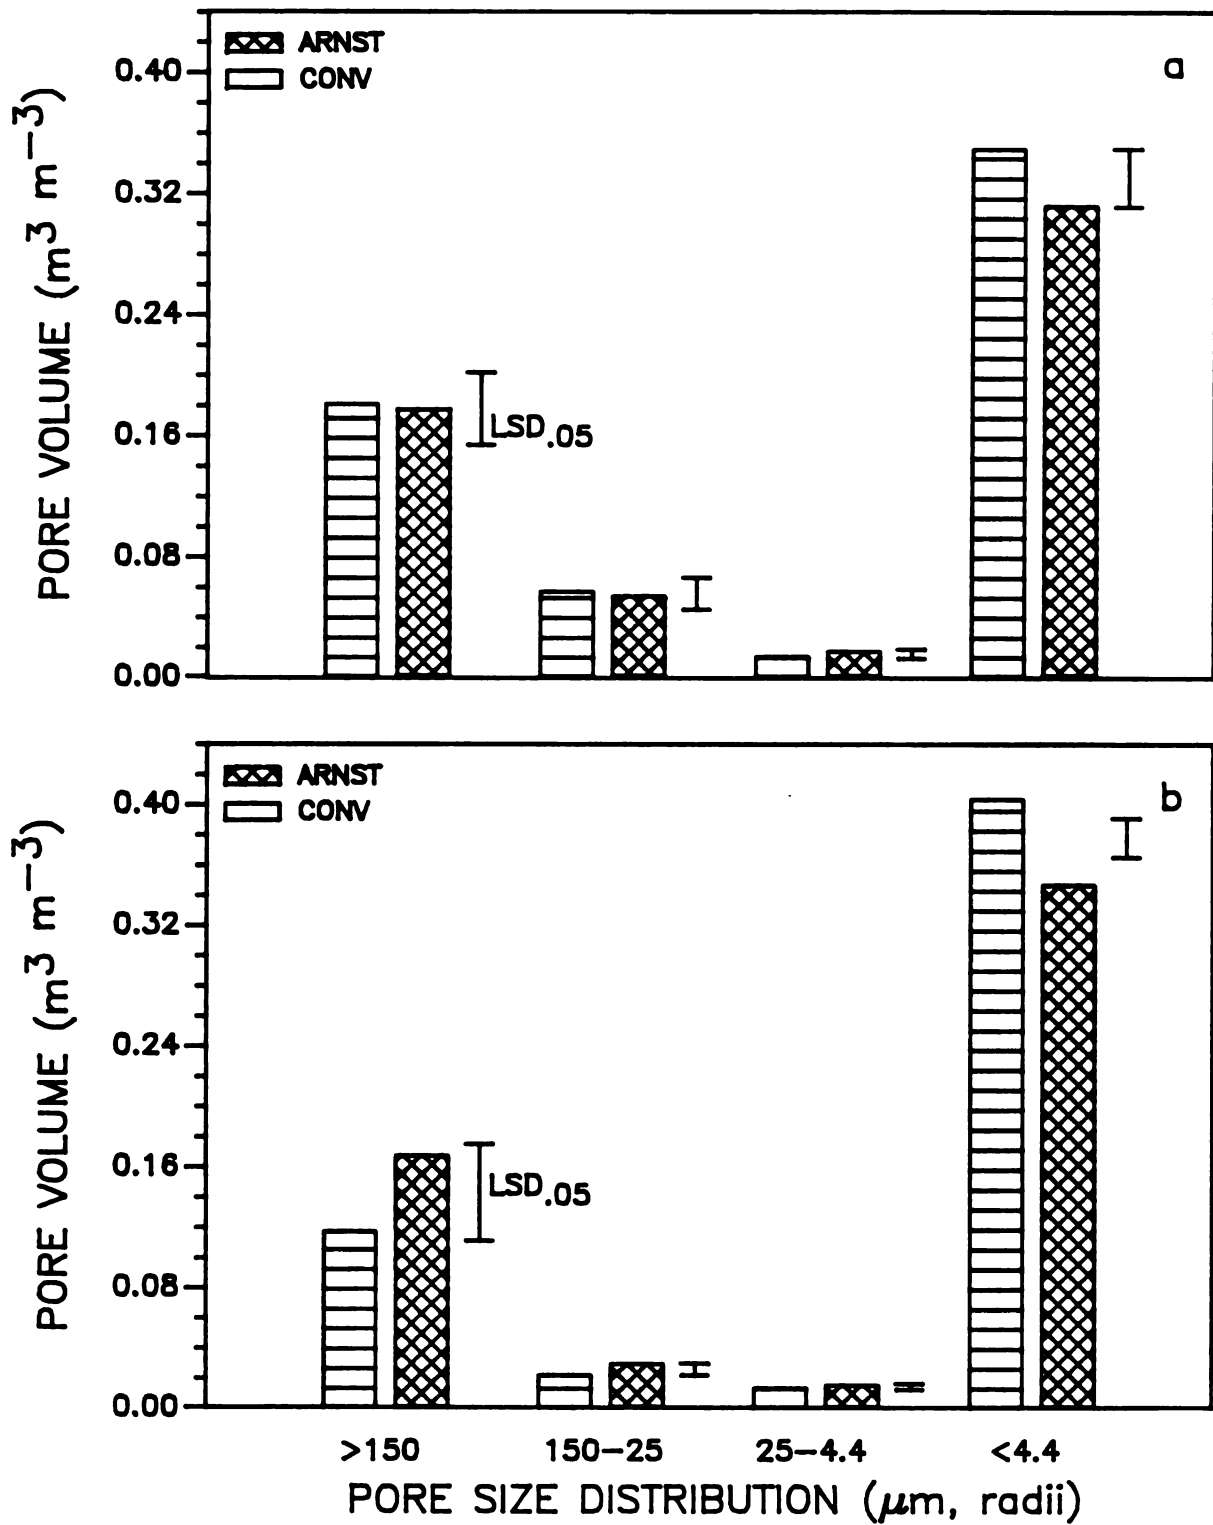 ARNST
CONV
a
0.40
0.32
0.24
0.16
0.08
0.00
LSD.05
PORE VOLUME (m3 m−3)
ARNST
CONV
b
0.40
0.32
0.24
0.16
0.08
0.00
LSD.05
PORE VOLUME (m3 m−3)
>150 150−25 25−4.4 <4.4
PORE SIZE DISTRIBUTION (μm, radii)